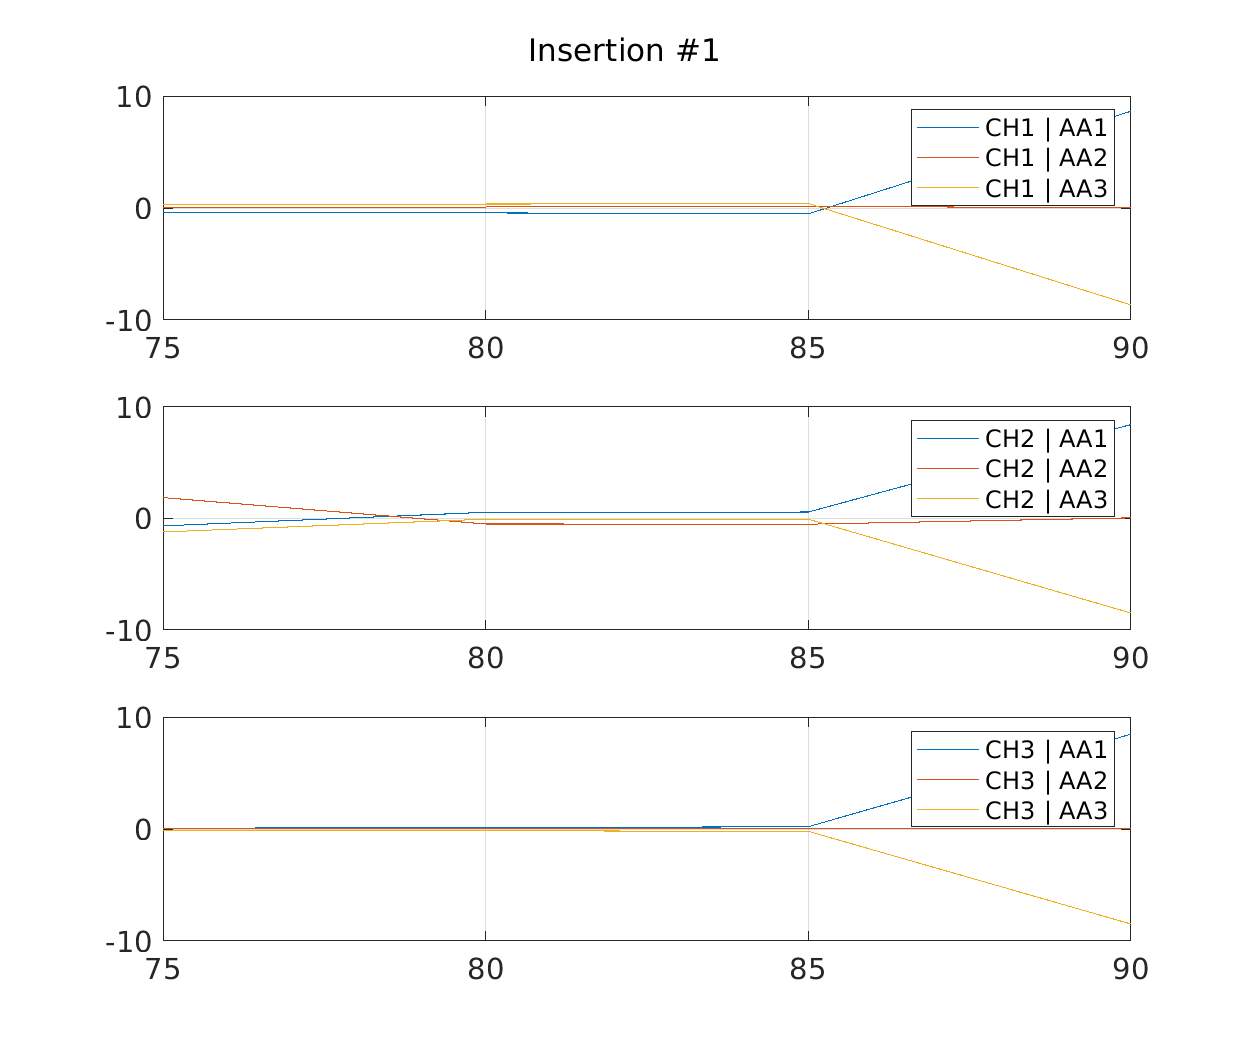 Insertion #1
10
0
-10
75 80 85 90
CH1 | AA1
CH1 | AA2
CH1 | AA3
10
0
-10
75 80 85 90
CH2 | AA1
CH2 | AA2
CH2 | AA3
10
0
-10
75 80 85 90
CH3 | AA1
CH3 | AA2
CH3 | AA3